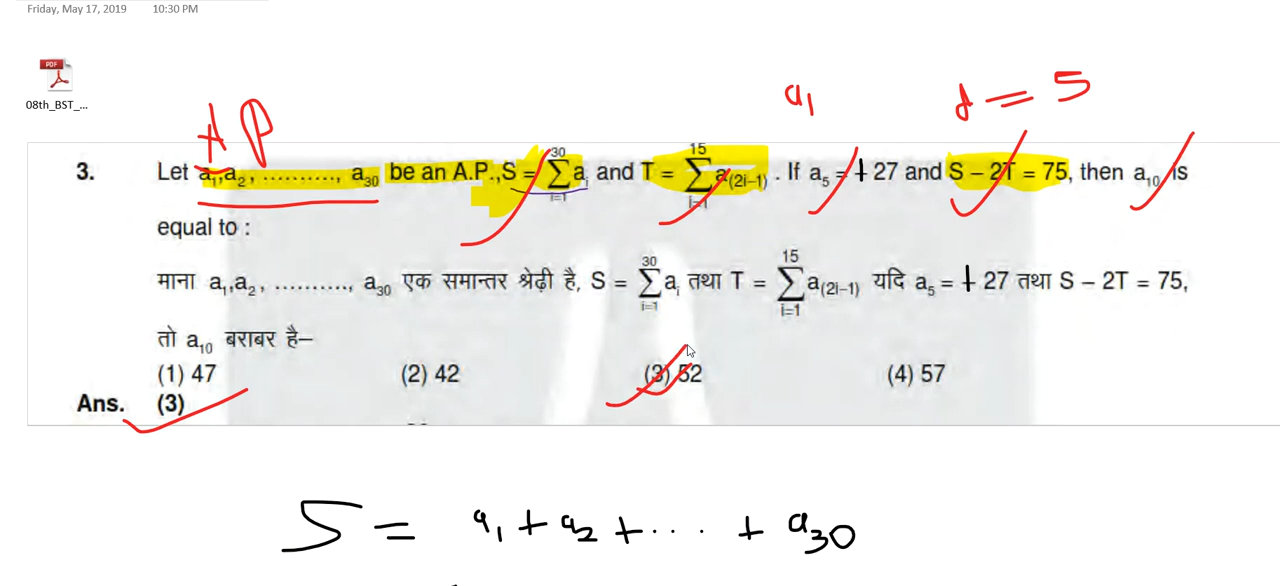 Friday, May 17, 2019 10:30 PM
PDF
08th_BST_...
AP
a₁
d = 5
3. Let a₁,a₂, .........., a₃₀ be an A.P.,S = ∑_{i=1}^{30} aᵢ and T = ∑_{i=1}^{15} a₍₂ᵢ₋₁₎ . If a₅ = + 27 and S – 2T = 75, then a₁₀ is
equal to :
माना a₁,a₂, .........., a₃₀ एक समान्तर श्रेढ़ी है, S = ∑_{i=1}^{30} aᵢ तथा T = ∑_{i=1}^{15} a₍₂ᵢ₋₁₎ यदि a₅ = + 27 तथा S – 2T = 75,
तो a₁₀ बराबर है–
(1) 47 (2) 42 (3) 52 (4) 57
Ans. (3)
S = a₁ + a₂ + ... + a₃₀